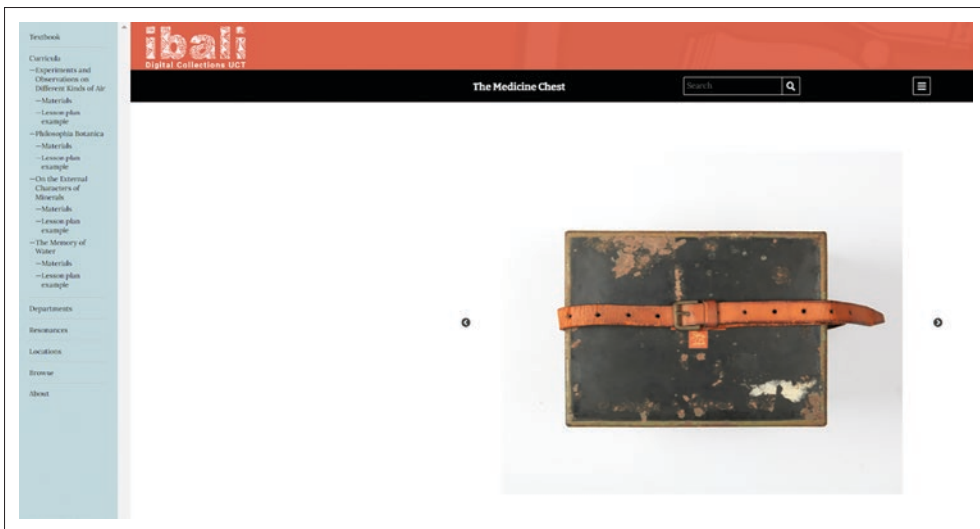 Textbook
Curricula
—Experiments and
Observations on
Different Kinds of Air
—Materials
—Lesson plan
example
—Philosophia Botanica
—Materials
—Lesson plan
example
—On the External
Characters of
Minerals
—Materials
—Lesson plan
example
—The Memory of
Water
—Materials
—Lesson plan
example
Departments
Resonances
Locations
Browse
About
ibali
Digital Collections UCT
The Medicine Chest
Search